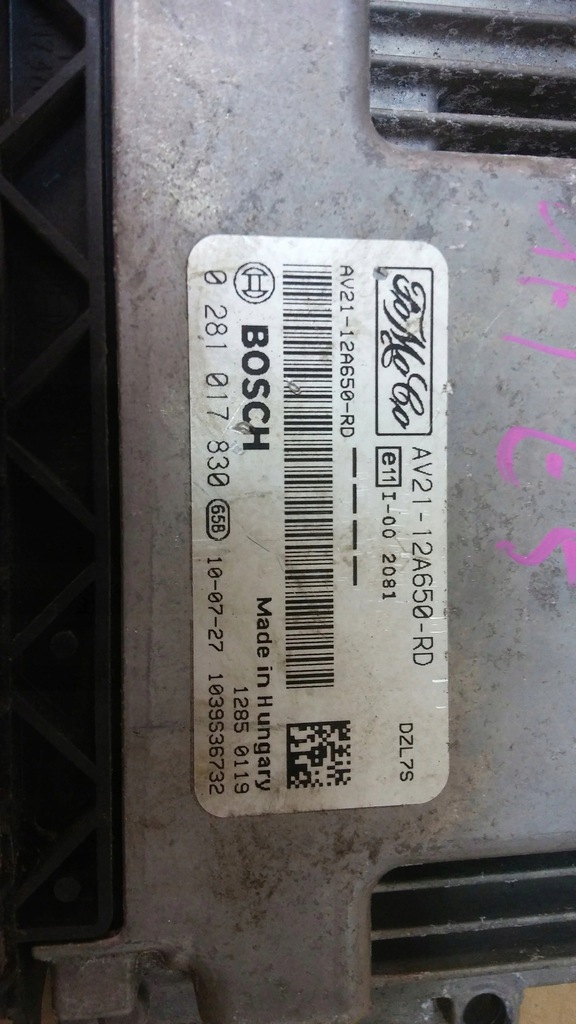 FoMoCo AV21-12A650-RD DZL7S
e11 I-00 2081
AV21-12A650-RD ----
BOSCH Made in Hungary
1285 0119
0 281 017 830 65B 10-07-27 1039S36732